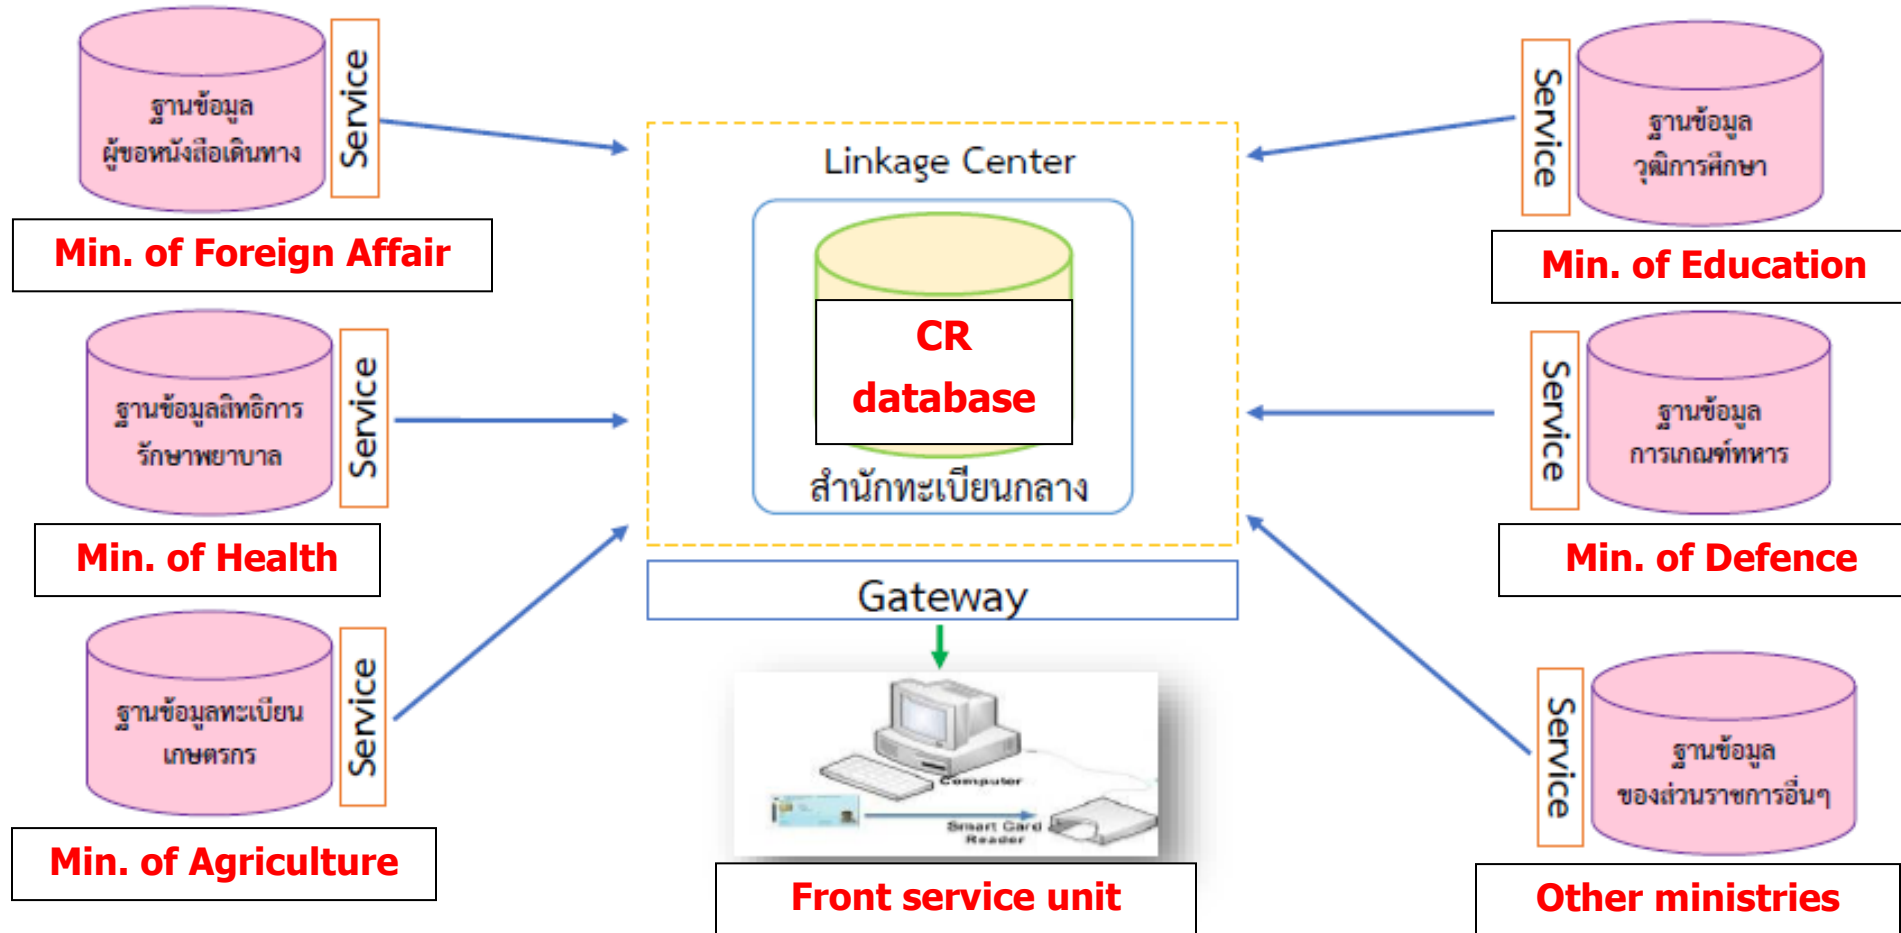 ฐานข้อมูล
ผู้ขอหนังสือเดินทาง
Service
Min. of Foreign Affair
ฐานข้อมูลสิทธิการ
รักษาพยาบาล
Service
Min. of Health
ฐานข้อมูลทะเบียน
เกษตรกร
Service
Min. of Agriculture
Linkage Center
CR
database
สำนักทะเบียนกลาง
Gateway
Computer
Smart Card
Reader
Front service unit
Service
ฐานข้อมูล
วุฒิการศึกษา
Min. of Education
Service
ฐานข้อมูล
การเกณฑ์ทหาร
Min. of Defence
Service
ฐานข้อมูล
ของส่วนราชการอื่นๆ
Other ministries